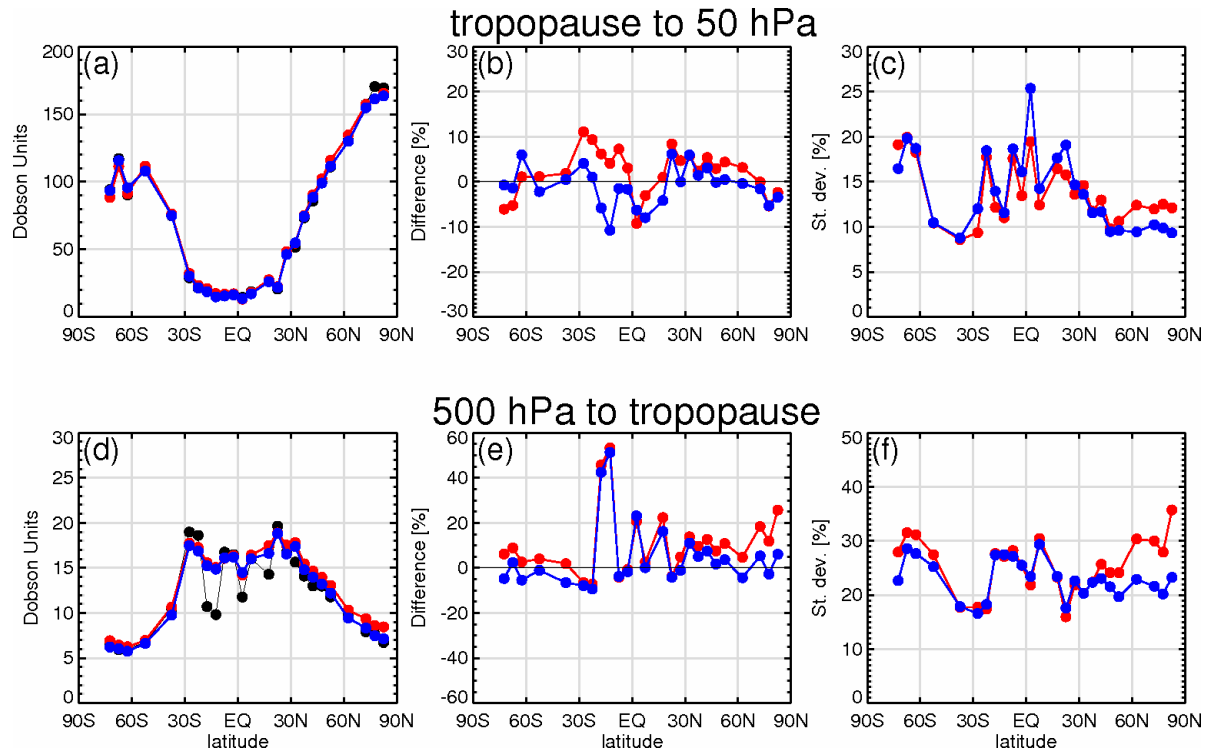 tropopause to 50 hPa
(a)
Dobson Units
200
150
100
50
0
90S 60S 30S EQ 30N 60N 90N
(b)
Difference [%]
30
20
10
0
-10
-20
-30
90S 60S 30S EQ 30N 60N 90N
(c)
St. dev. [%]
30
25
20
15
10
5
0
90S 60S 30S EQ 30N 60N 90N
latitude
500 hPa to tropopause
(d)
Dobson Units
30
25
20
15
10
5
0
90S 60S 30S EQ 30N 60N 90N
latitude
(e)
Difference [%]
60
40
20
0
-20
-40
-60
90S 60S 30S EQ 30N 60N 90N
latitude
(f)
St. dev. [%]
50
40
30
20
10
0
90S 60S 30S EQ 30N 60N 90N
latitude